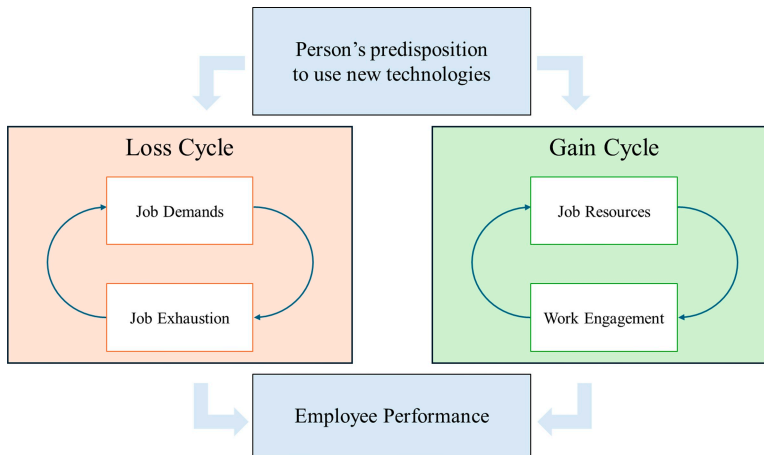 Person's predisposition
to use new technologies
Loss Cycle
Job Demands
Job Exhaustion
Gain Cycle
Job Resources
Work Engagement
Employee Performance